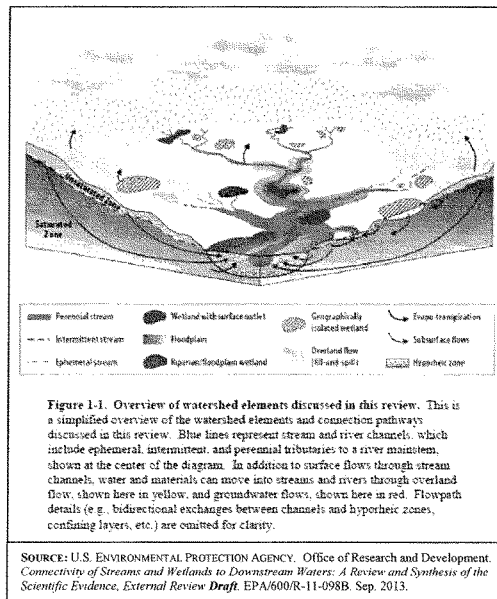 Unsaturated Zone
Saturated
Zone
Perennial stream
Wetland with surface outlet
Geographically
isolated wetland
Evapo-transpiration
Intermittent stream
Floodplain
Subsurface flows
Ephemeral stream
Riparian/floodplain wetland
Overland flow
(fill-and-spill)
Hyporheic zone
Figure 1-1. Overview of watershed elements discussed in this review. This is
a simplified overview of the watershed elements and connection pathways
discussed in this review. Blue lines represent stream and river channels, which
include ephemeral, intermittent, and perennial tributaries to a river mainstem,
shown at the center of the diagram. In addition to surface flows through stream
channels, water and materials can move into streams and rivers through overland
flow, shown here in yellow, and groundwater flows, shown here in red. Flowpath
details (e.g., bidirectional exchanges between channels and hyporheic zones,
confining layers, etc.) are omitted for clarity.
SOURCE: U.S. ENVIRONMENTAL PROTECTION AGENCY. Office of Research and Development.
Connectivity of Streams and Wetlands to Downstream Waters: A Review and Synthesis of the
Scientific Evidence, External Review Draft. EPA/600/R-11-098B. Sep. 2013.